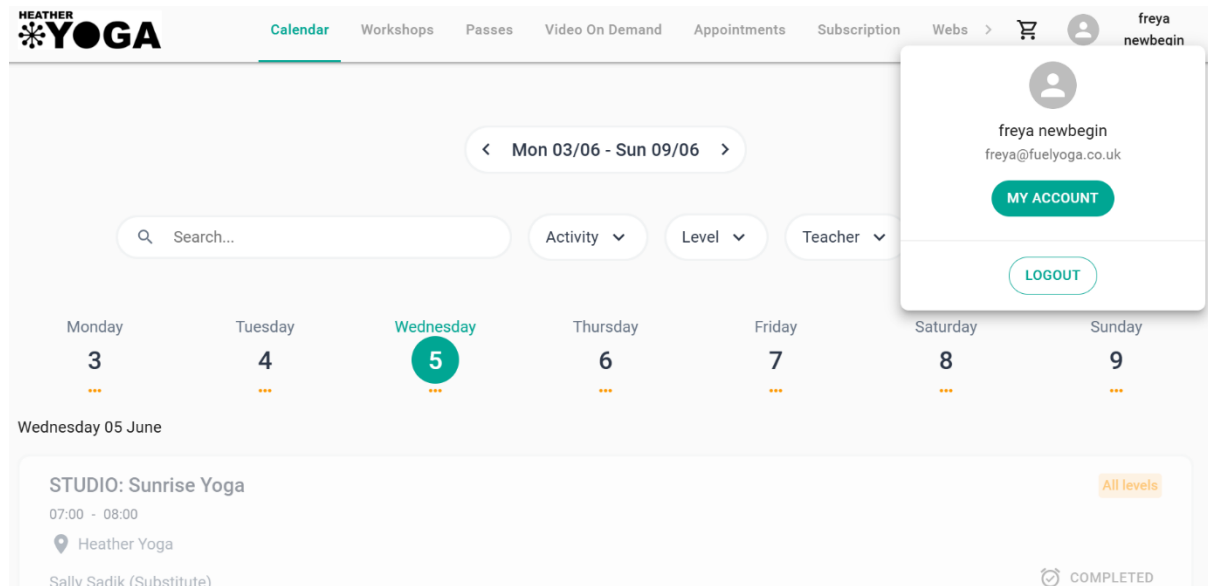 HEATHER
YOGA
Calendar Workshops Passes Video On Demand Appointments Subscription Webs
freya
newbegin
freya newbegin
freya@fuelyoga.co.uk
MY ACCOUNT
LOGOUT
Mon 03/06 - Sun 09/06
Search... Activity Level Teacher
Monday Tuesday Wednesday Thursday Friday Saturday Sunday
3 4 5 6 7 8 9
Wednesday 05 June
STUDIO: Sunrise Yoga All levels
07:00 - 08:00
Heather Yoga
Sally Sadik (Substitute) COMPLETED